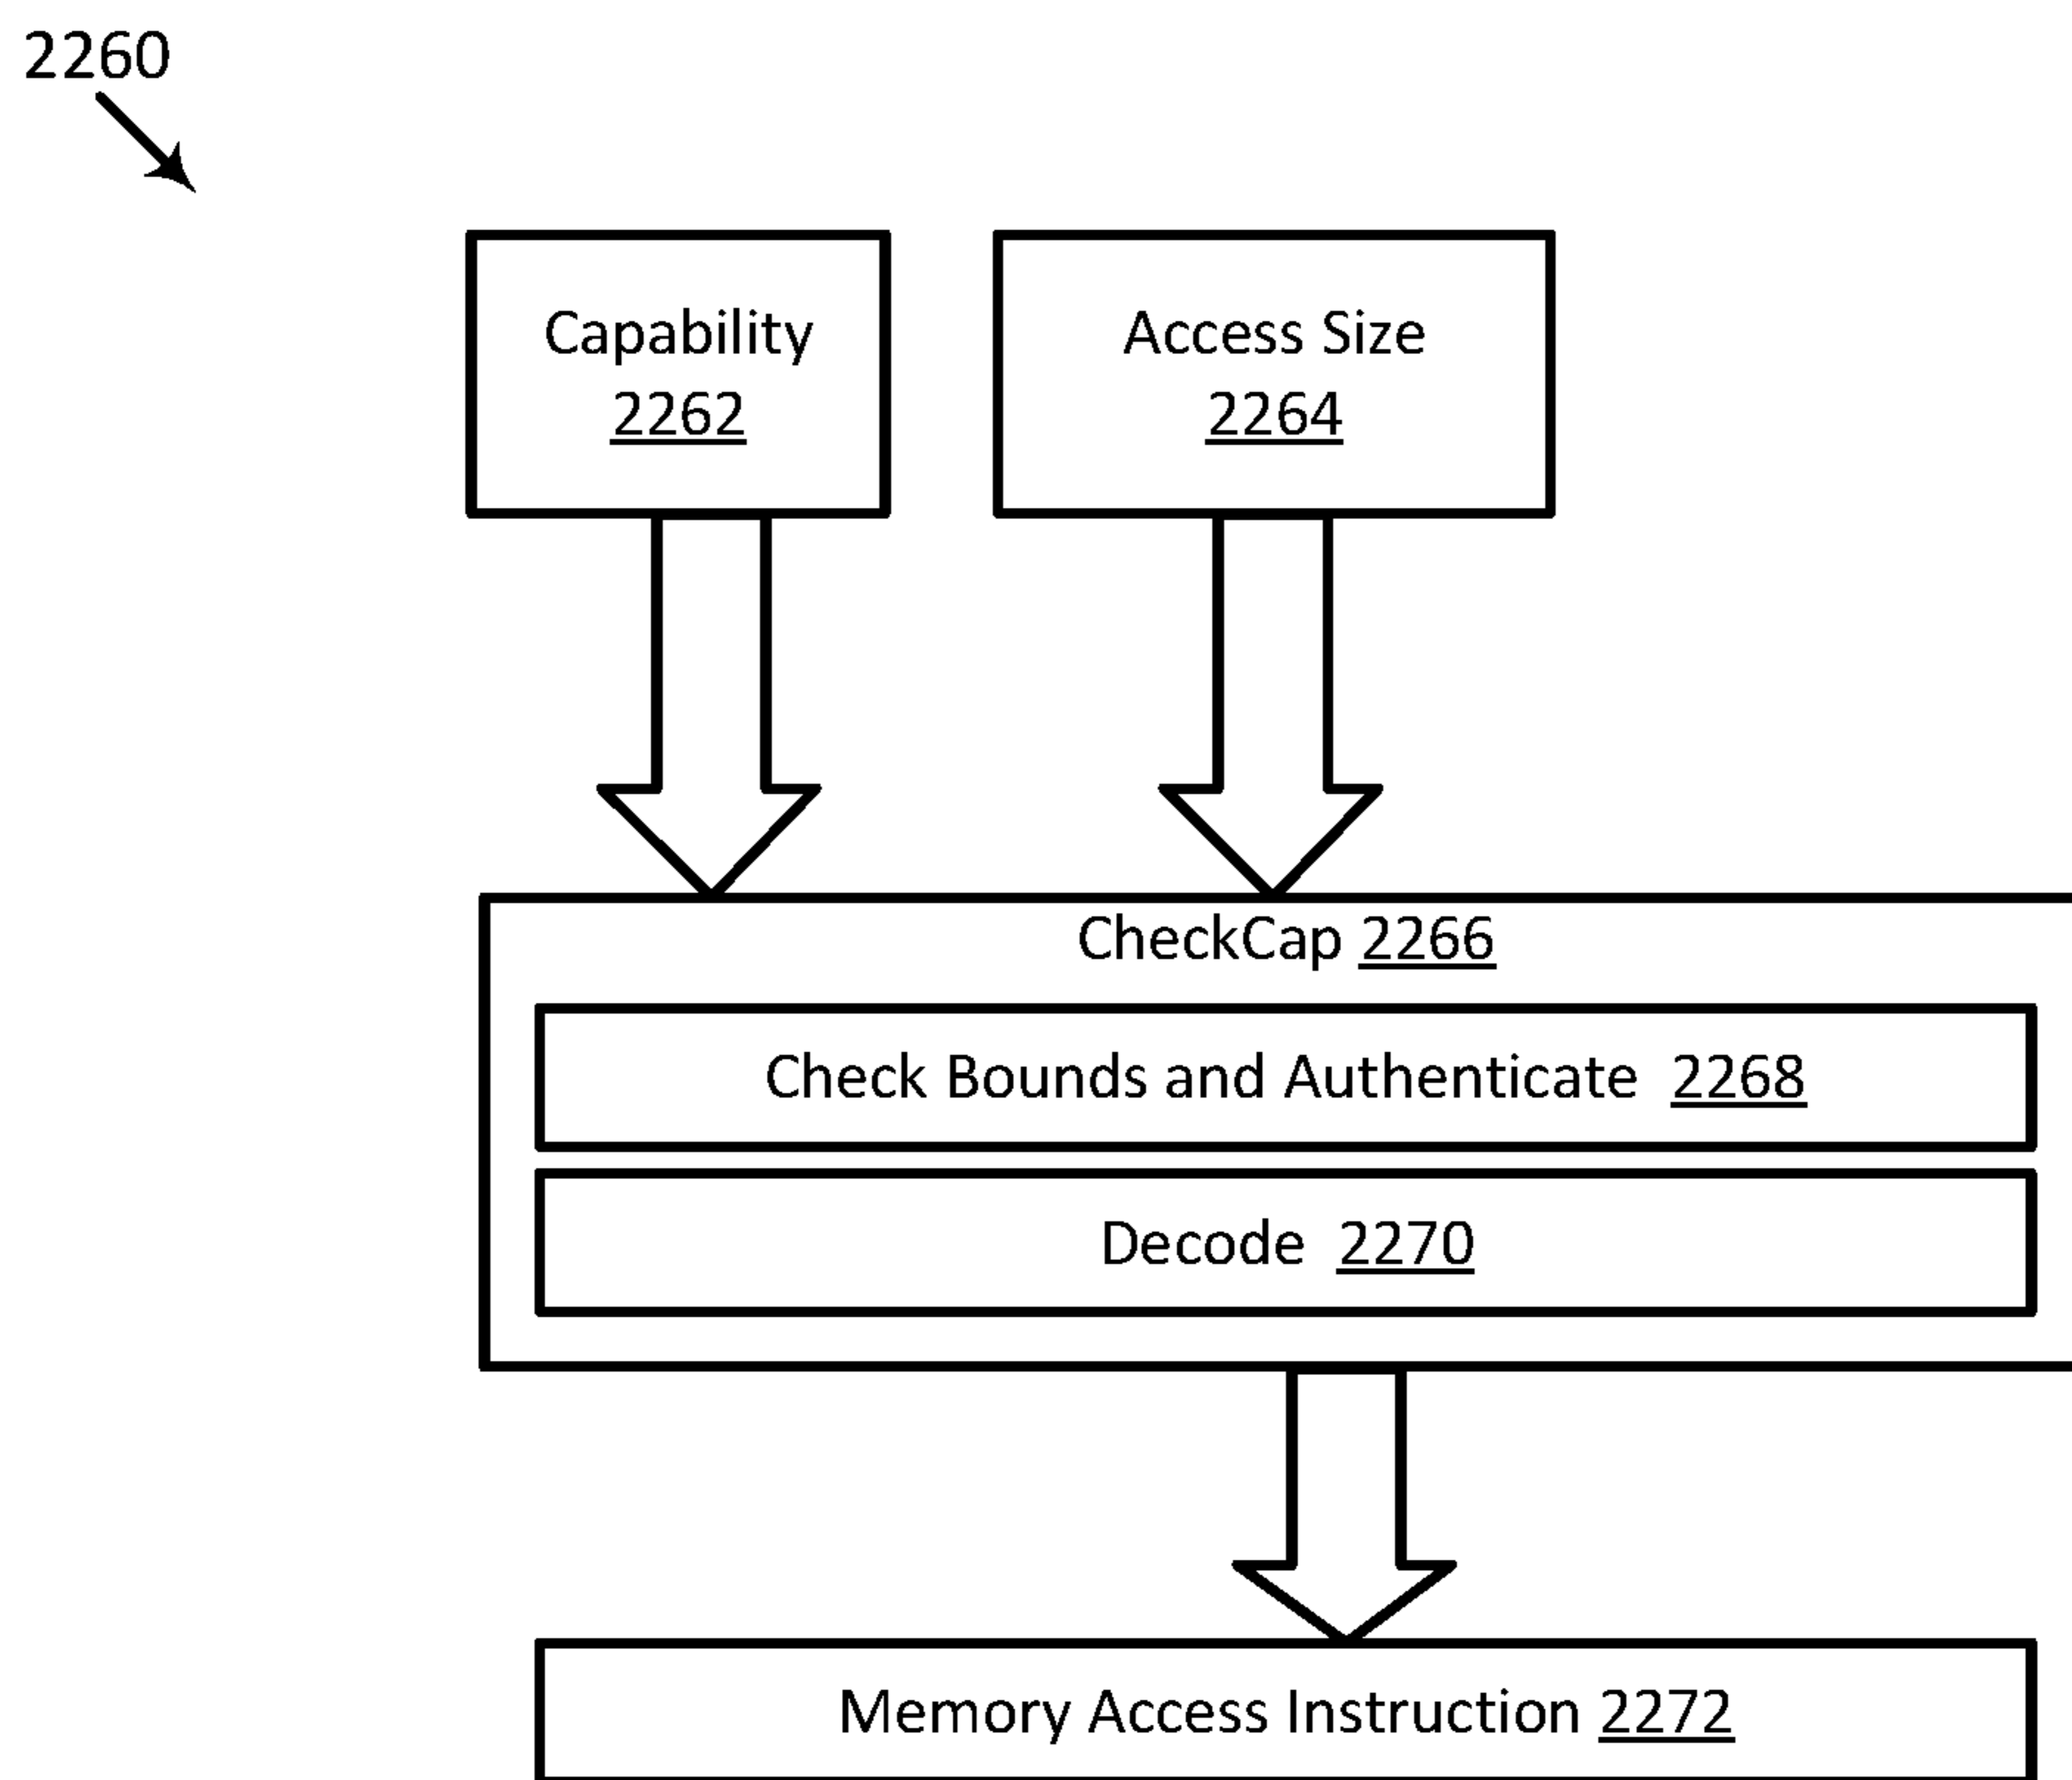 2260
Capability
2262
Access Size
2264
CheckCap 2266
Check Bounds and Authenticate 2268
Decode 2270
Memory Access Instruction 2272